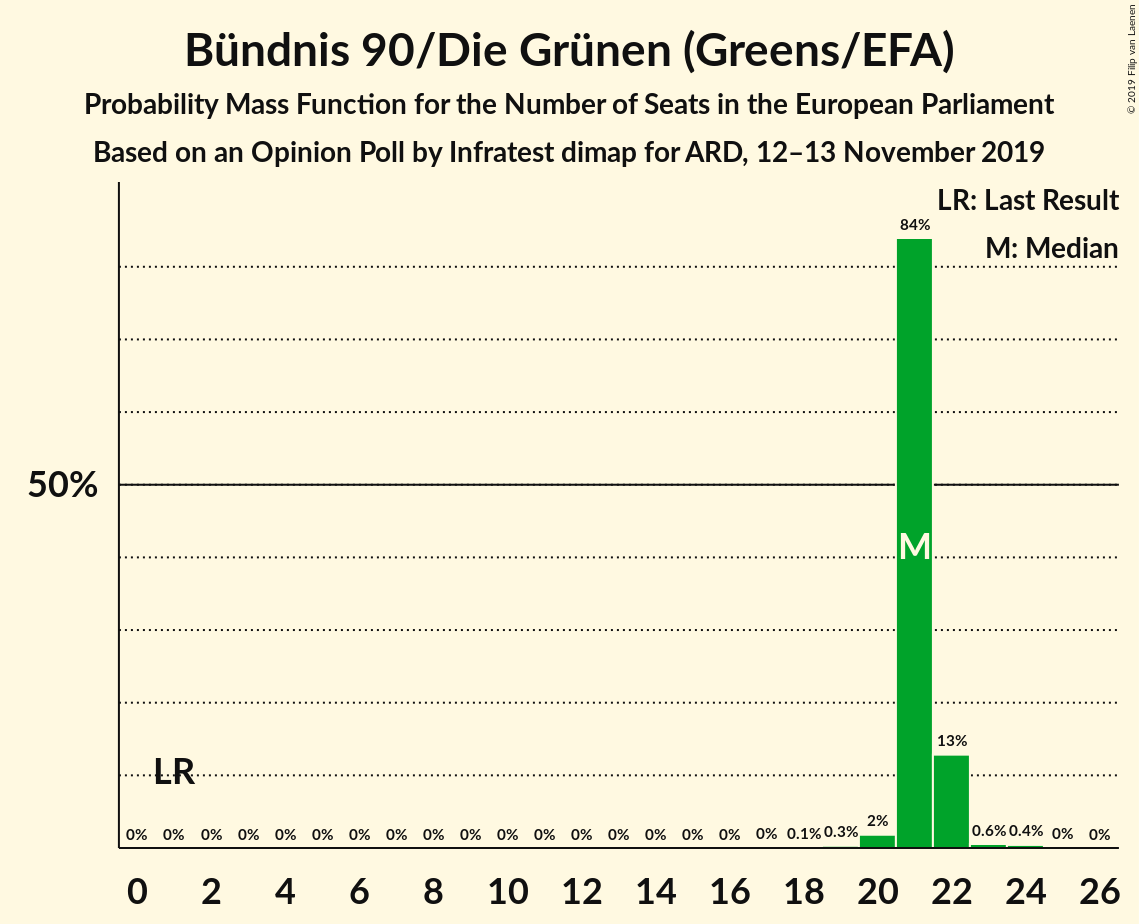 Bündnis 90/Die Grünen (Greens/EFA)
Probability Mass Function for the Number of Seats in the European Parliament
Based on an Opinion Poll by Infratest dimap for ARD, 12–13 November 2019
© 2019 Filip van Laenen
LR: Last Result
M: Median
84%
50%
M
13%
LR
0% 0% 0% 0% 0% 0% 0% 0% 0% 0% 0% 0% 0% 0% 0% 0% 0% 0% 0.1% 0.3% 2% 0.6% 0.4% 0% 0%
0 2 4 6 8 10 12 14 16 18 20 22 24 26